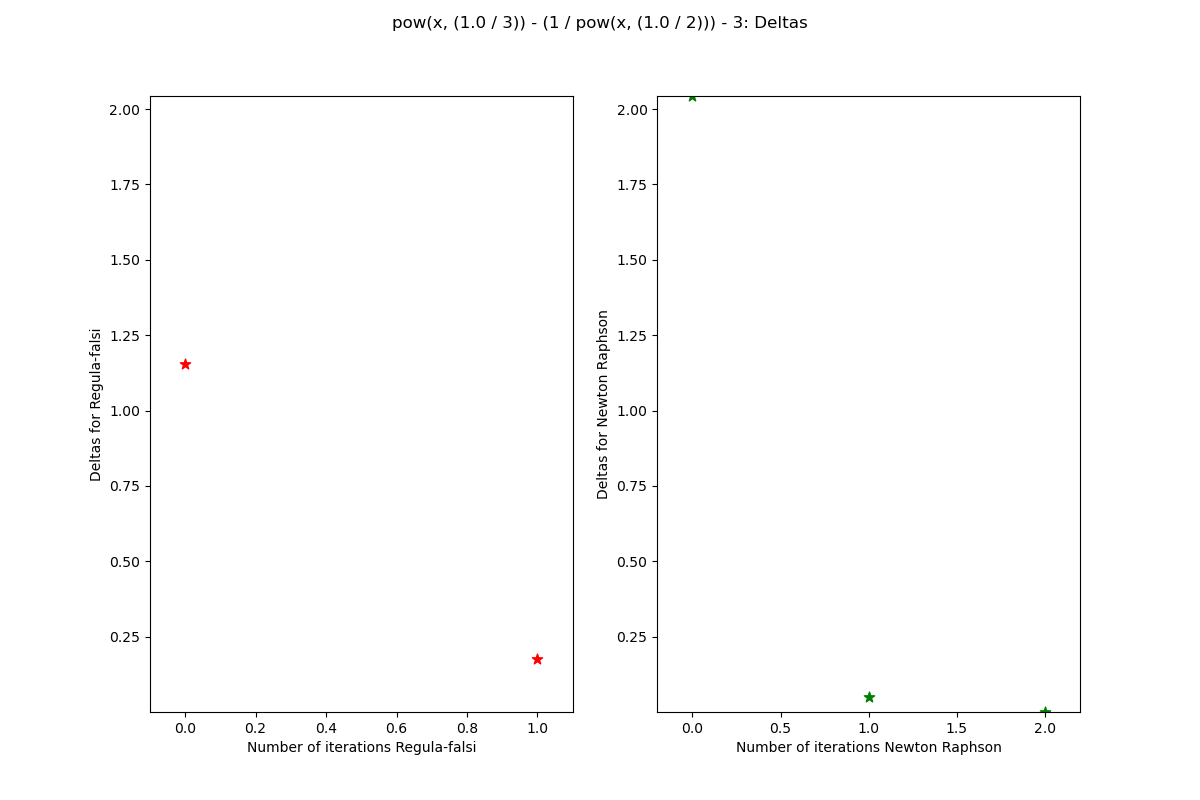 pow(x, (1.0 / 3)) - (1 / pow(x, (1.0 / 2))) - 3: Deltas
Deltas for Regula-falsi
2.00
1.75
1.50
1.25
1.00
0.75
0.50
0.25
0.0 0.2 0.4 0.6 0.8 1.0
Number of iterations Regula-falsi
Deltas for Newton Raphson
2.00
1.75
1.50
1.25
1.00
0.75
0.50
0.25
0.0 0.5 1.0 1.5 2.0
Number of iterations Newton Raphson